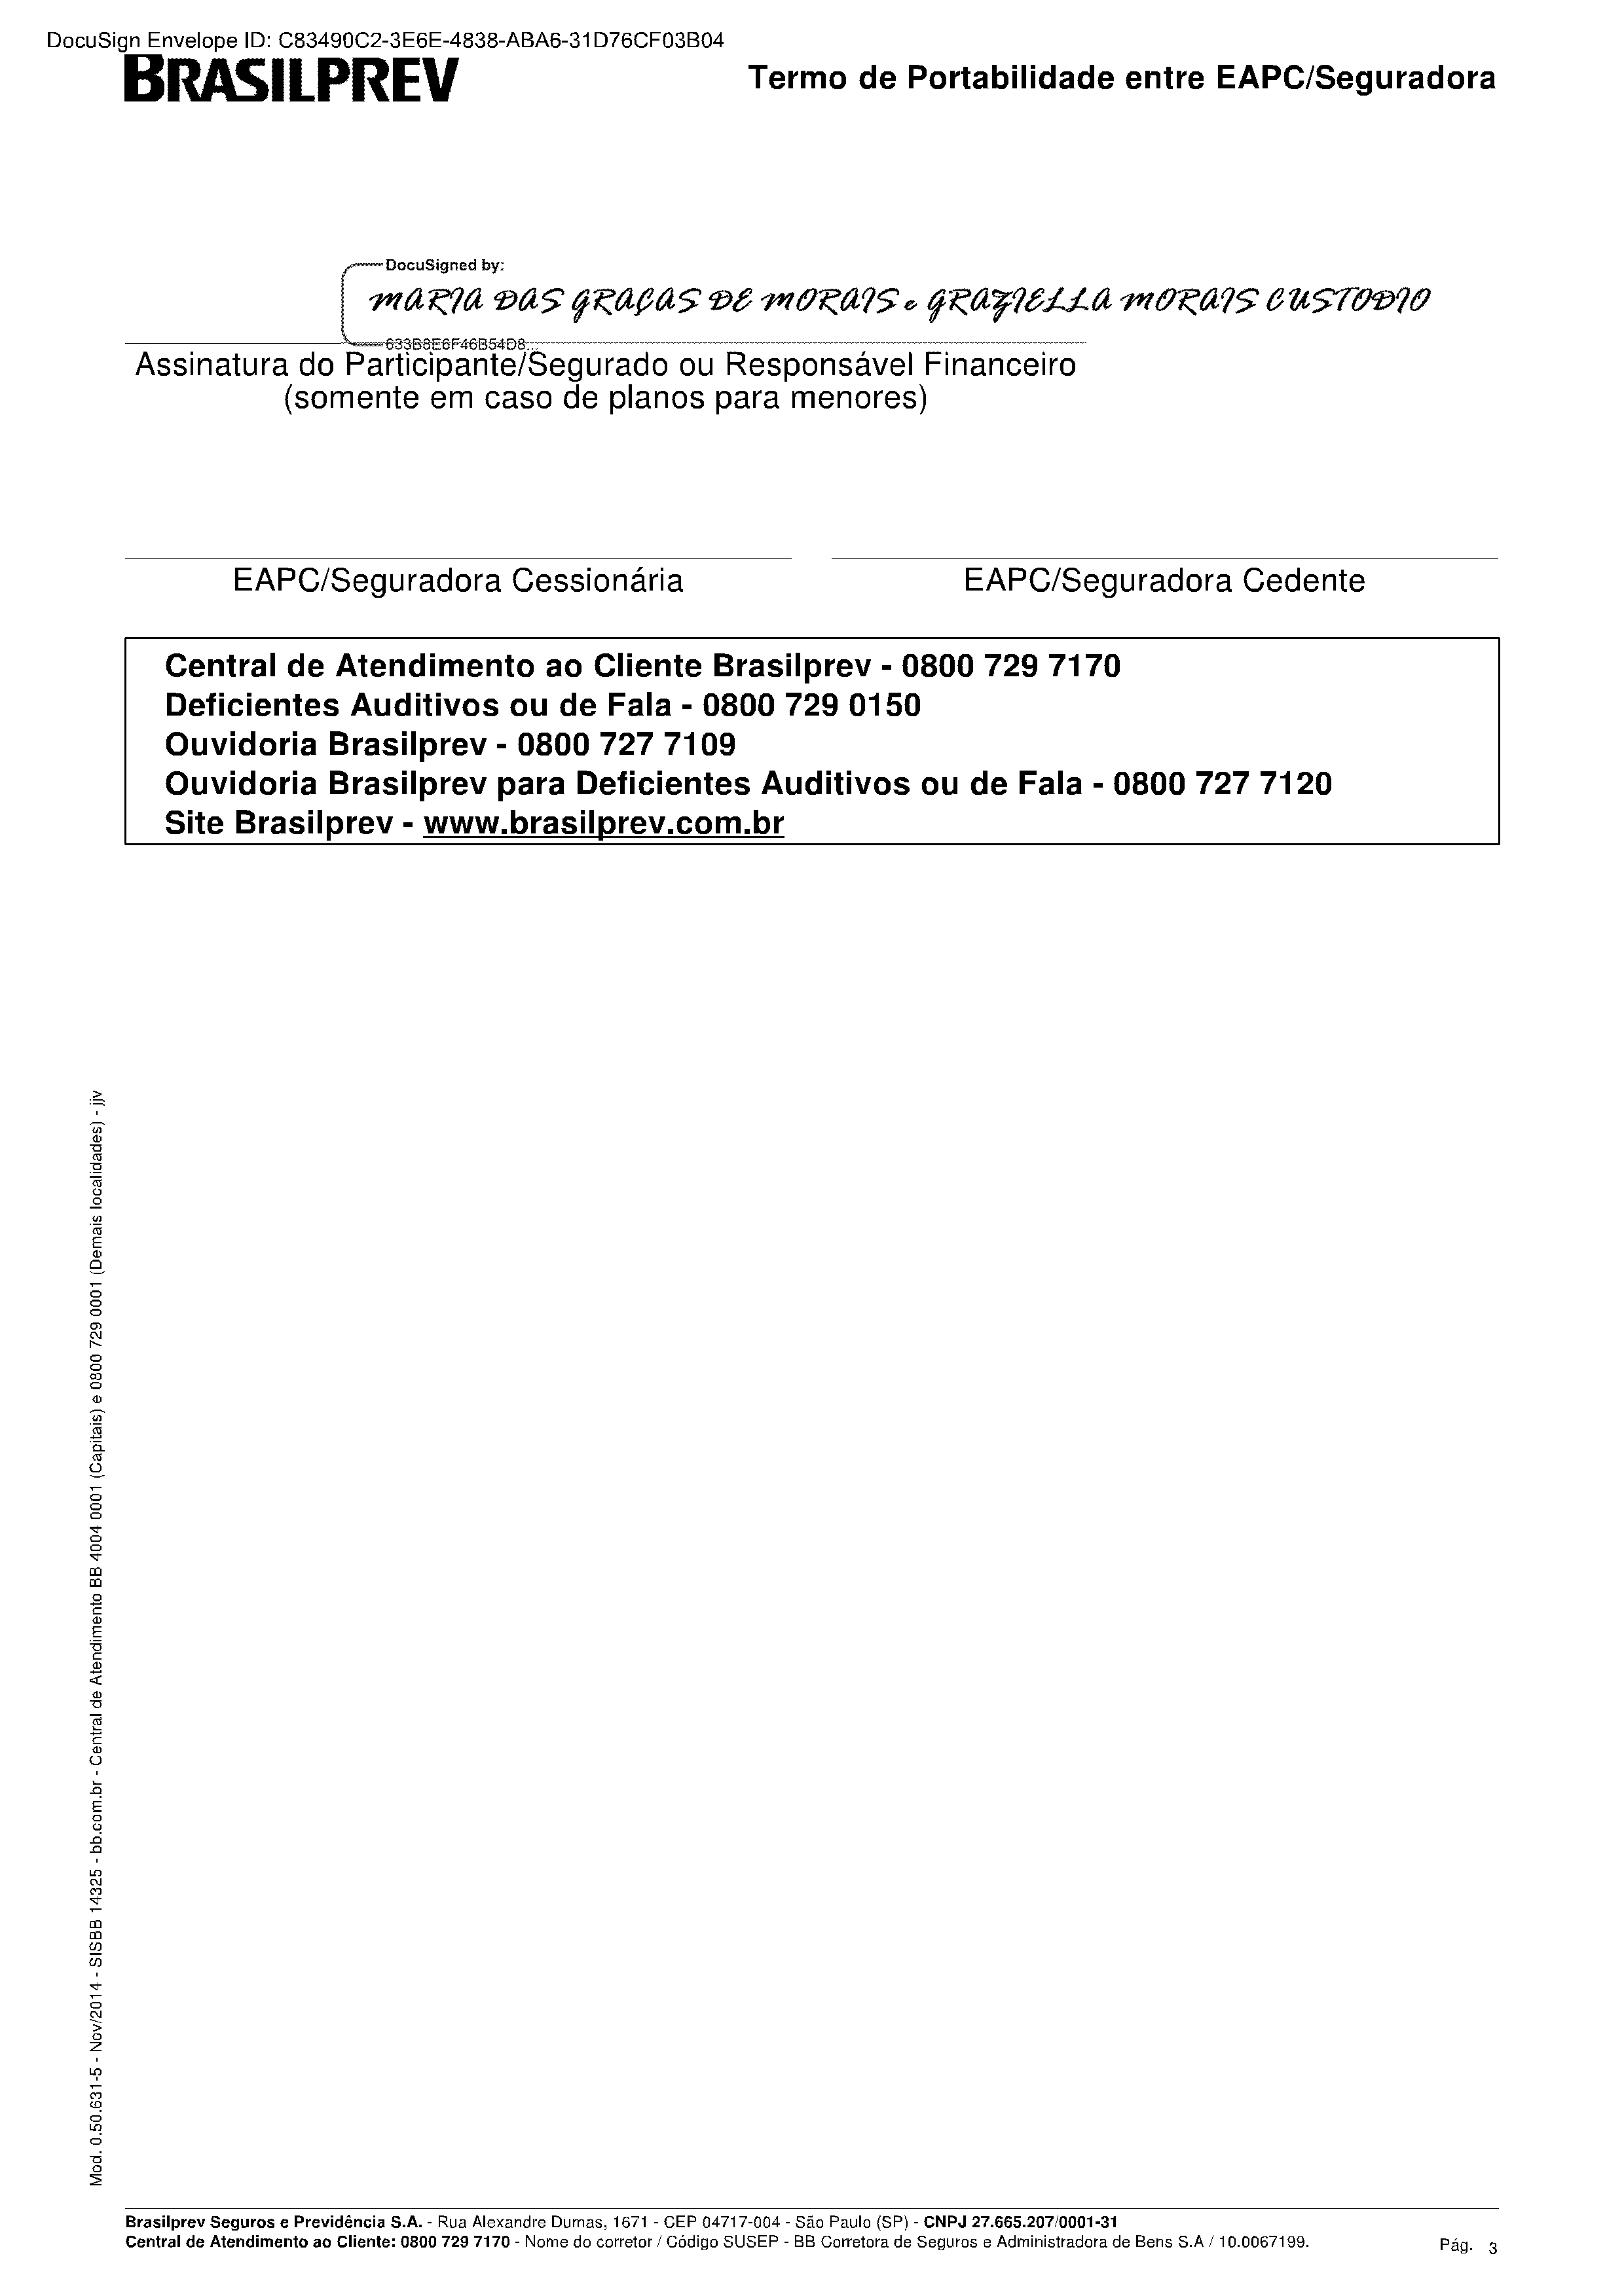 DocuSign Envelope ID: C83490C2-3E6E-4838-ABA6-31D76CF03B04
BRASILPREV
Termo de Portabilidade entre EAPC/Seguradora
DocuSigned by:
MARIA DAS GRAÇAS DE MORAIS e GRAZIELLA MORAIS CUSTODIO
633B8E6F46B54D8...
Assinatura do Participante/Segurado ou Responsável Financeiro
(somente em caso de planos para menores)
EAPC/Seguradora Cessionária
EAPC/Seguradora Cedente
Central de Atendimento ao Cliente Brasilprev - 0800 729 7170
Deficientes Auditivos ou de Fala - 0800 729 0150
Ouvidoria Brasilprev - 0800 727 7109
Ouvidoria Brasilprev para Deficientes Auditivos ou de Fala - 0800 727 7120
Site Brasilprev - www.brasilprev.com.br
Mod. 0.50.631-5 - Nov/2014 - SISBB 14325 - bb.com.br - Central de Atendimento BB 4004 0001 (Capitais) e 0800 729 0001 (Demais localidades) - jjv
Brasilprev Seguros e Previdência S.A. - Rua Alexandre Dumas, 1671 - CEP 04717-004 - São Paulo (SP) - CNPJ 27.665.207/0001-31
Central de Atendimento ao Cliente: 0800 729 7170 - Nome do corretor / Código SUSEP - BB Corretora de Seguros e Administradora de Bens S.A / 10.0067199.
Pág. 3